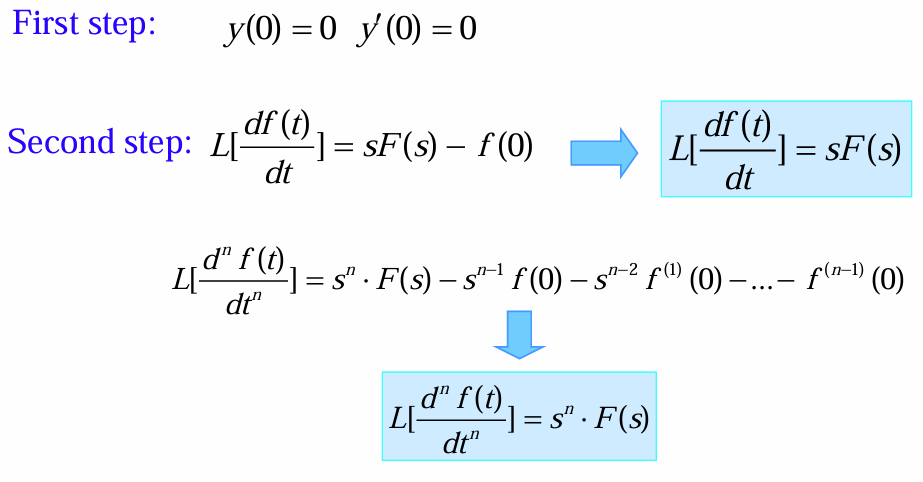 First step: y(0) = 0 y′(0) = 0
Second step: L[df(t)/dt] = sF(s) − f(0) L[df(t)/dt] = sF(s)
L[dⁿf(t)/dtⁿ] = sⁿ · F(s) − sⁿ⁻¹ f(0) − sⁿ⁻² f⁽¹⁾(0) − ... − f⁽ⁿ⁻¹⁾(0)
L[dⁿf(t)/dtⁿ] = sⁿ · F(s)